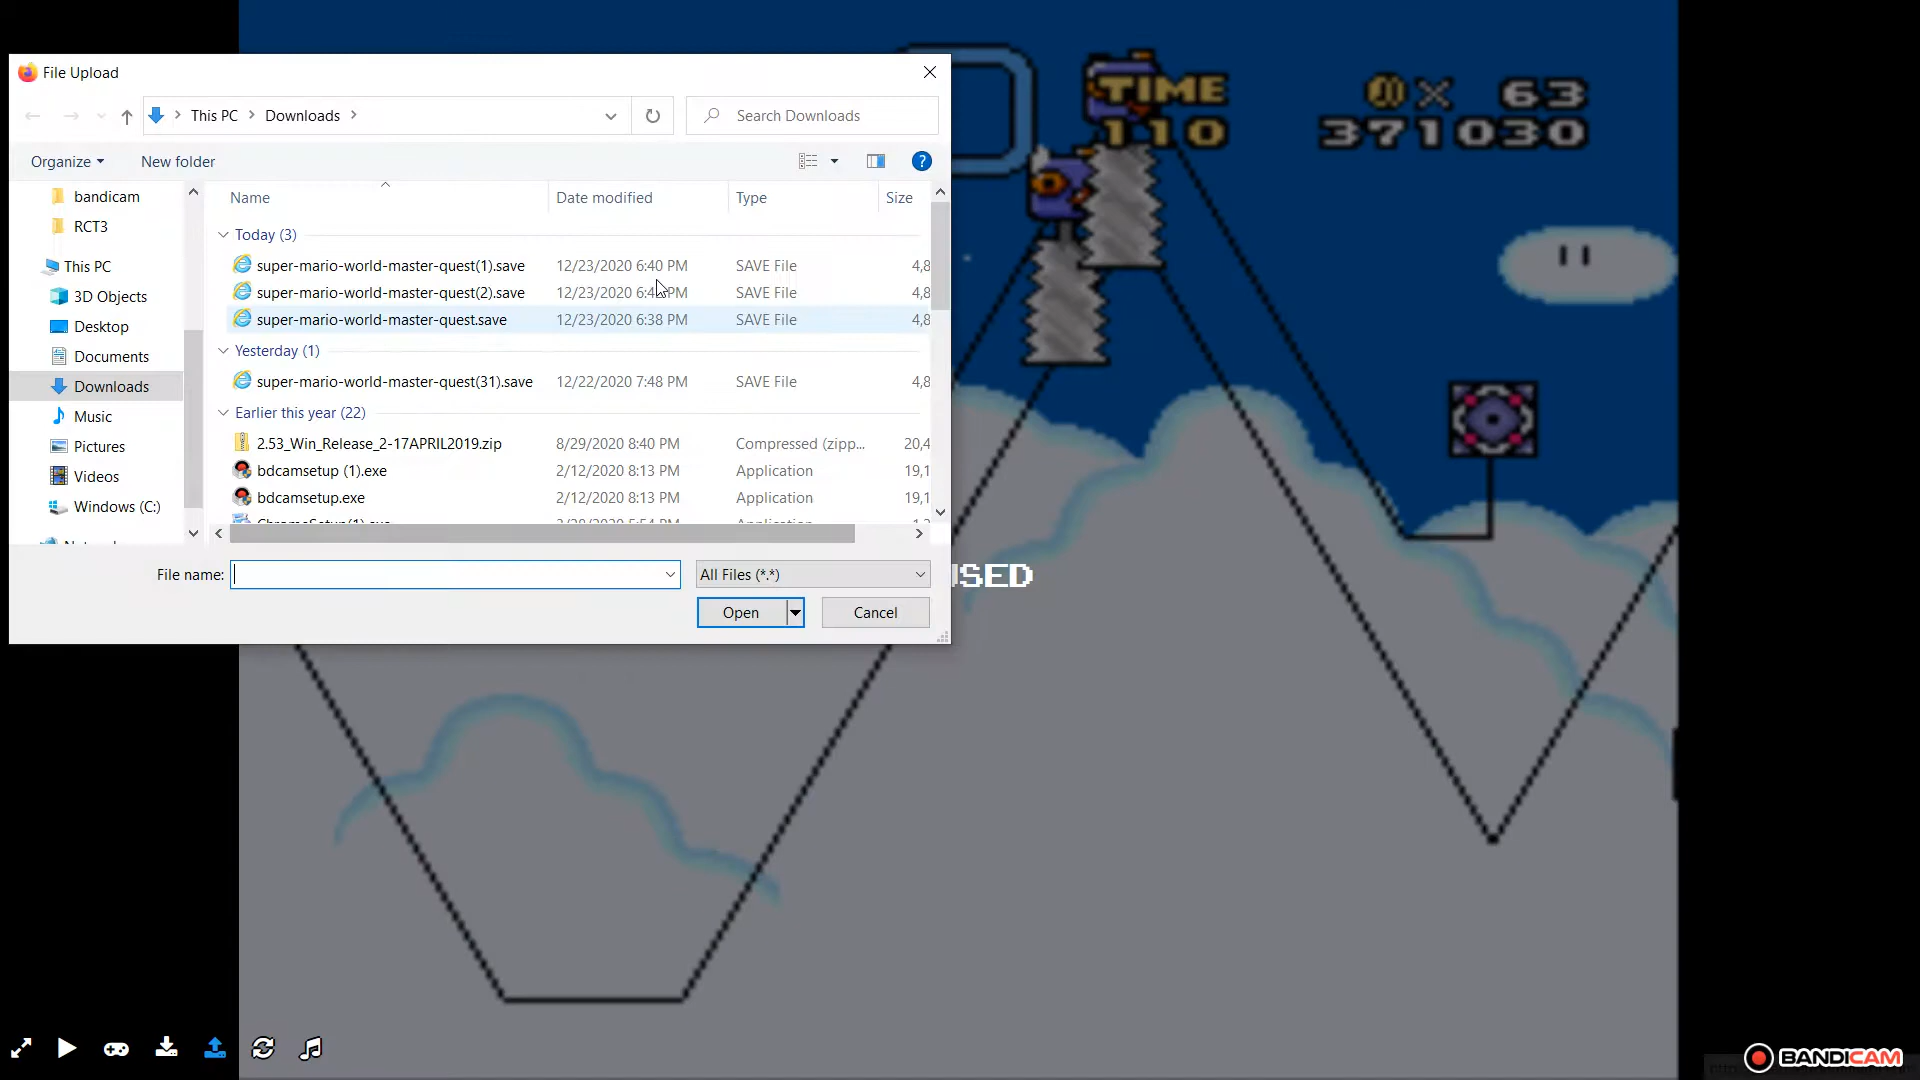 File Upload
This PC
Downloads
Search Downloads
Organize
New folder
?
bandicam
RCT3
This PC
3D Objects
Desktop
Documents
Downloads
Music
Pictures
Videos
Windows (C:)
Name Date modified Type Size
Today (3)
super-mario-world-master-quest(1).save 12/23/2020 6:40 PM SAVE File 4,8
super-mario-world-master-quest(2).save 12/23/2020 PM SAVE File 4,8
super-mario-world-master-quest.save 12/23/2020 6:38 PM SAVE File 4,8
Yesterday (1)
super-mario-world-master-quest(31).save 12/22/2020 7:48 PM SAVE File 4,8
Earlier this year (22)
2.53_Win_Release_2-17APRIL2019.zip 8/29/2020 8:40 PM Compressed (zipp... 20,4
bdcamsetup (1).exe 2/12/2020 8:13 PM Application 19,1
bdcamsetup.exe 2/12/2020 8:13 PM Application 19,1
File name:
All Files (*.*)
Open
Cancel
TIME
110
X 63
371030
SED
BANDICAM